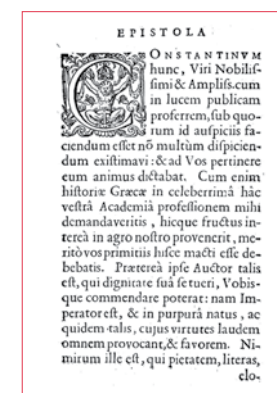 EPISTOLA
CONSTANTINVM
hunc, Viri Nobilis-
simi & Ampliss. cum
in lucem publicam
proferrem, sub quo-
rum id auspiciis fa-
ciendum esset nõ multùm dispicien-
dum existimavi: & ad Vos pertinere
eum animus dictabat. Cum enim
historiæ Græcæ in celeberrimâ hâc
vestrâ Academiâ professionem mihi
demandaveritis, hicque fructus in-
tereà in agro nostro provenerit, me-
ritò vos primitiis hisce macti esse de-
bebatis. Prætereà ipse Auctor talis
est, qui dignitate suâ se tueri, Vobis-
que commendare poterat: nam Im-
perator est, & in purpurâ natus, ac
quidem talis, cujus virtutes laudem
omnem provocant, & favorem. Ni-
mirum ille est, qui pietatem, literas,
elo-